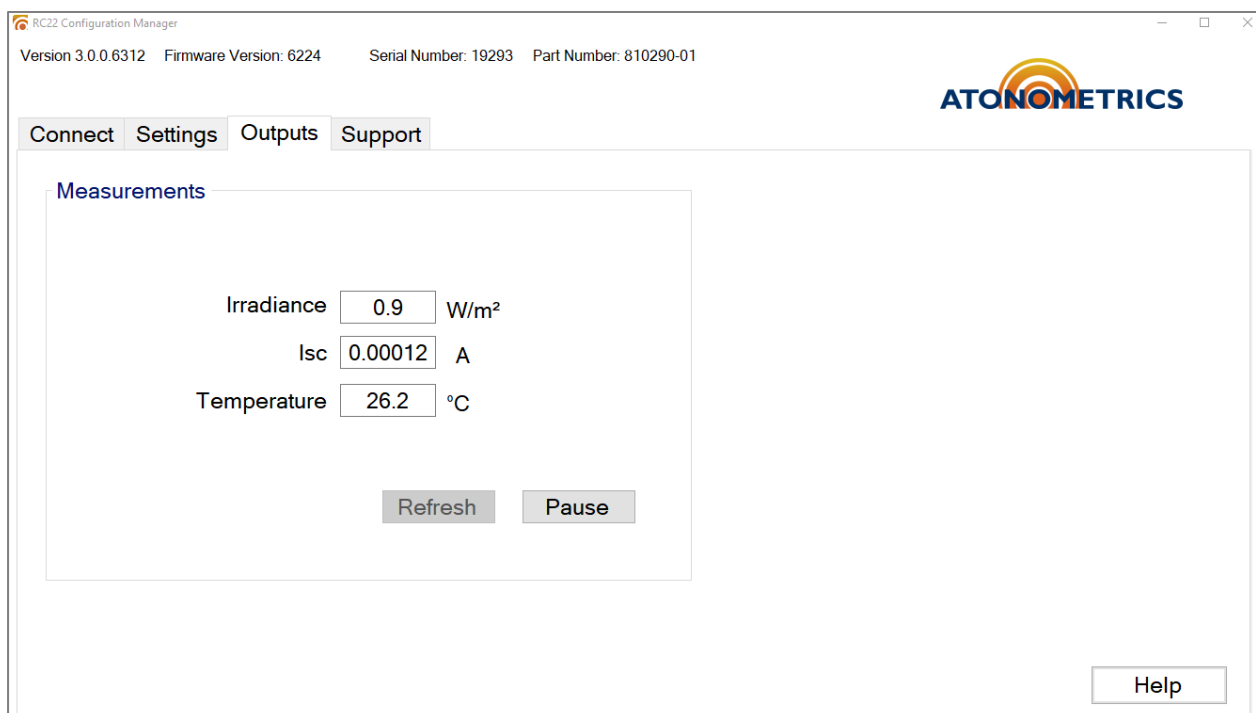 RC22 Configuration Manager
Version 3.0.0.6312 Firmware Version: 6224 Serial Number: 19293 Part Number: 810290-01
ATONOMETRICS
Connect Settings Outputs Support
Measurements
Irradiance 0.9 W/m²
Isc 0.00012 A
Temperature 26.2 °C
Refresh Pause
Help